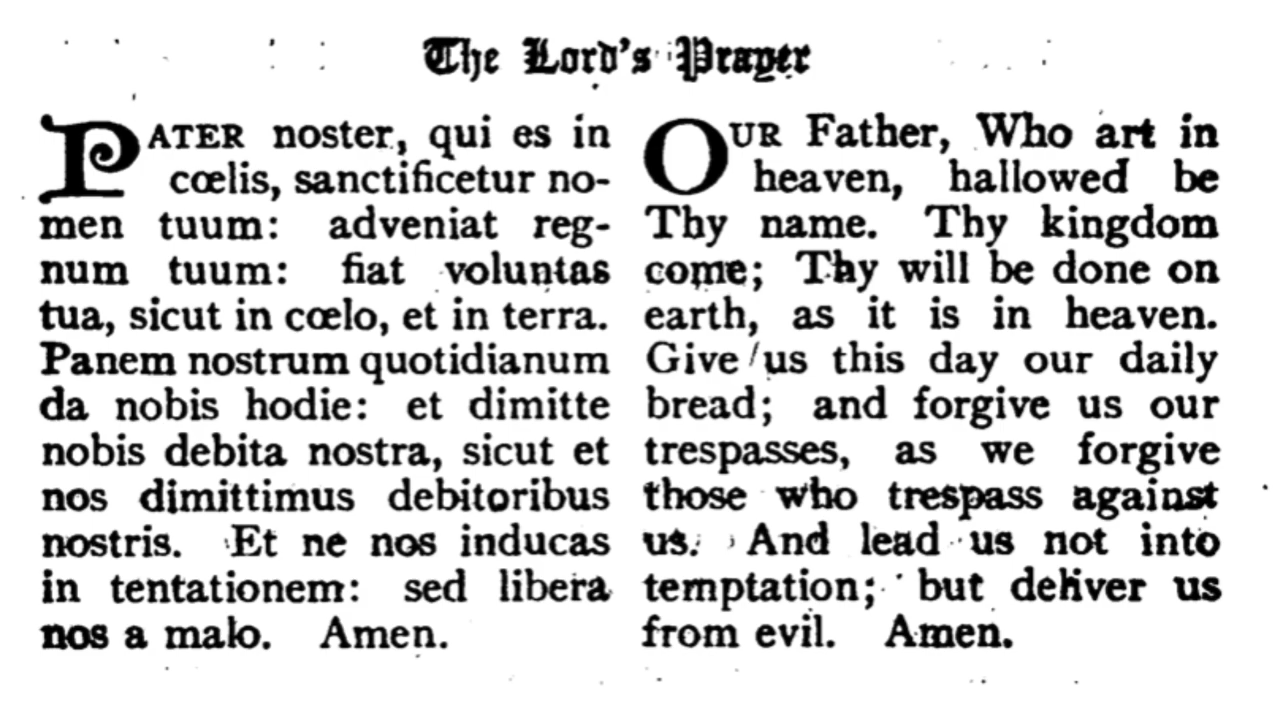 The Lord's Prayer
PATER noster, qui es in
cœlis, sanctificetur no-
men tuum: adveniat reg-
num tuum: fiat voluntas
tua, sicut in cœlo, et in terra.
Panem nostrum quotidianum
da nobis hodie: et dimitte
nobis debita nostra, sicut et
nos dimittimus debitoribus
nostris. Et ne nos inducas
in tentationem: sed libera
nos a malo. Amen.
OUR Father, Who art in
heaven, hallowed be
Thy name. Thy kingdom
come; Thy will be done on
earth, as it is in heaven.
Give us this day our daily
bread; and forgive us our
trespasses, as we forgive
those who trespass against
us. And lead us not into
temptation; but deliver us
from evil. Amen.